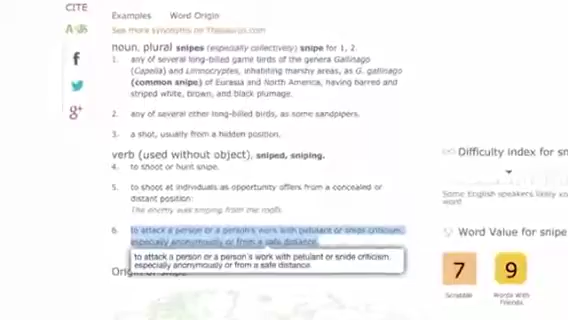 CITE
Examples Word Origin
See more synonyms on Thesaurus.com
noun, plural snipes (especially collectively) snipe for 1, 2.
1. any of several long-billed game birds of the genera Gallinago
(Capella) and Limnocryptes, inhabiting marshy areas, as G. gallinago
(common snipe) of Eurasia and North America, having barred and
striped white, brown, and black plumage.
2. any of several other long-billed birds, as some sandpipers.
3. a shot, usually from a hidden position.
verb (used without object), sniped, sniping.
4. to shoot or hunt snipe.
5. to shoot at individuals as opportunity offers from a concealed or
distant position:
The enemy was sniping from the roofs.
6. to attack a person or a person's work with petulant or snide criticism,
especially anonymously or from a safe distance.
to attack a person or a person's work with petulant or snide criticism,
especially anonymously or from a safe distance.
Origin of snipe
f
g+
Difficulty index for sn
Some English speakers likely
word
Word Value for snipe
7 9
Scrabble Words With
Friends